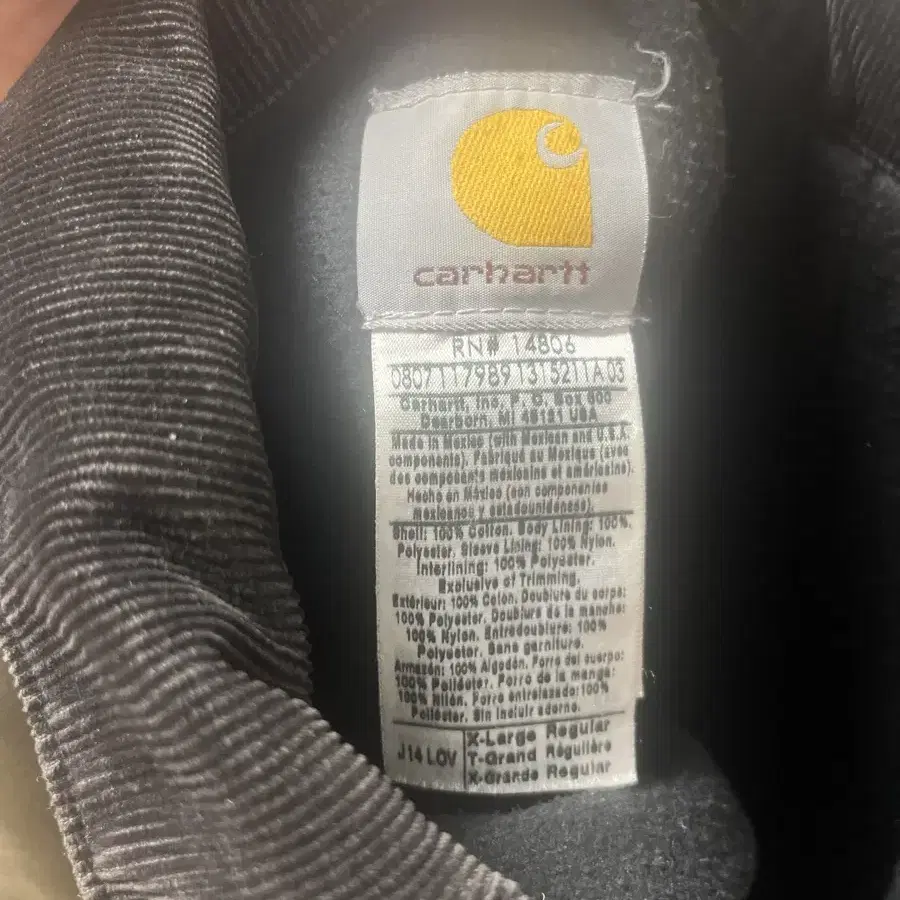 carhartt
RN# 14806
0807117989131521​1A03
Carhartt, Inc, P. O. Box 600
Dearborn, MI 48121 USA
Made in Mexico (with Mexican and U.S.A.
components). Fabriqué au Mexique (avec
des composants mexicains et américains).
Hecho en México (con componentes
mexicanos y estadounidenses).
Shell: 100% Cotton. Body Lining: 100%
Polyester. Sleeve Lining: 100% Nylon.
Interlining: 100% Polyester.
Exclusive of Trimming.
Extérieur: 100% Coton. Doublure du corps:
100% Polyester. Doublure de la manche:
100% Nylon. Entredoublure: 100%
Polyester. Sans garniture.
Armazón: 100% Algodón. Forro del cuerpo:
100% Poliéster. Forro de la manga:
100% Nilón. Forro entrelazado: 100%
Poliéster. Sin incluir adorno.
J14 LOV
X-Large Regular
T-Grand Régulière
X-Grande Regular